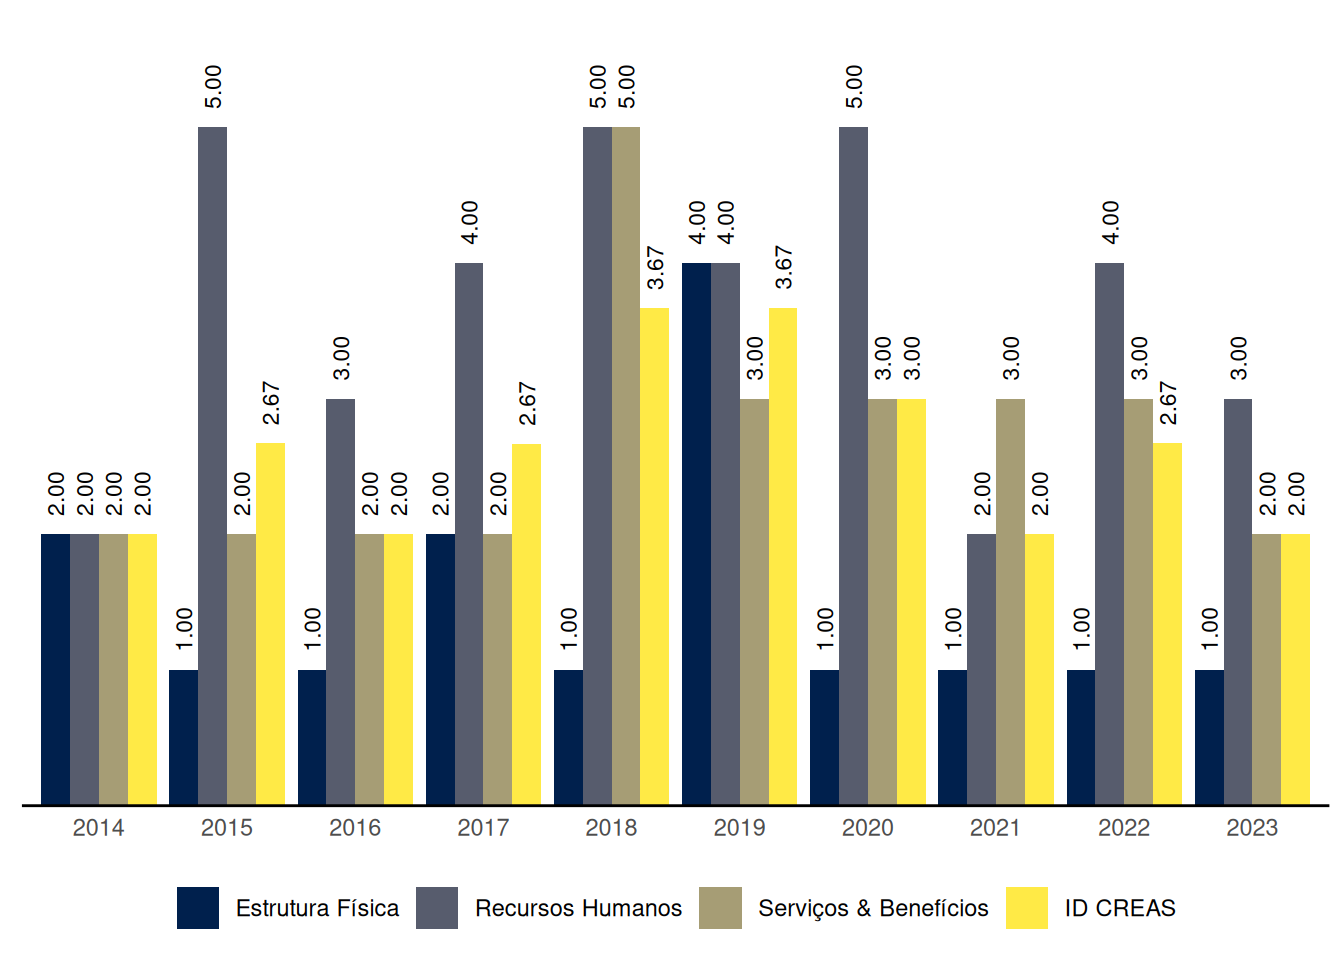 5.00 5.00 5.00 5.00
4.00 4.00 4.00 4.00
3.67 3.67
3.00 3.00 3.00 3.00 3.00 3.00 3.00
2.67 2.67 2.67
2.00 2.00 2.00 2.00 2.00 2.00 2.00 2.00 2.00 2.00 2.00 2.00 2.00
1.00 1.00 1.00 1.00 1.00 1.00 1.00
2014 2015 2016 2017 2018 2019 2020 2021 2022 2023
Estrutura Física Recursos Humanos Serviços & Benefícios ID CREAS